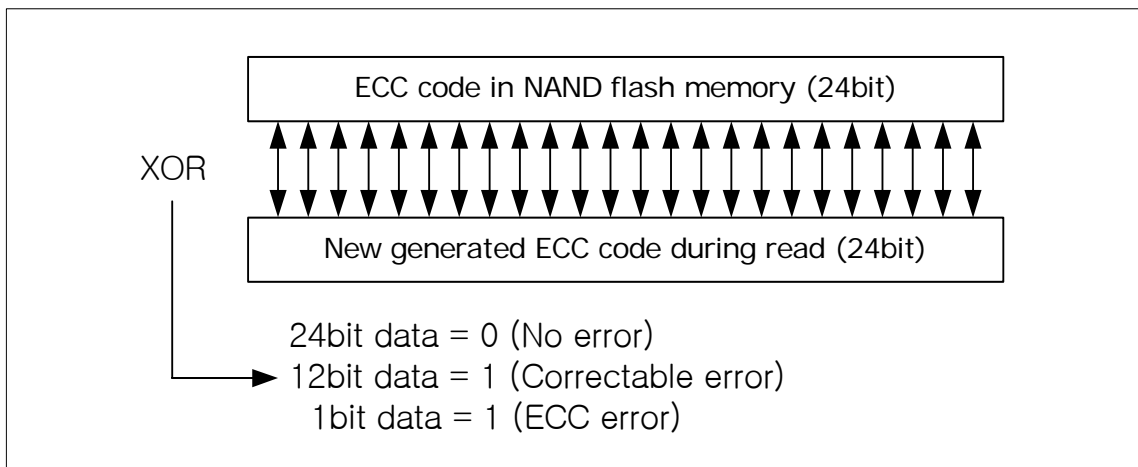 ECC code in NAND flash memory (24bit)
XOR
New generated ECC code during read (24bit)
24bit data = 0 (No error)
12bit data = 1 (Correctable error)
1bit data = 1 (ECC error)